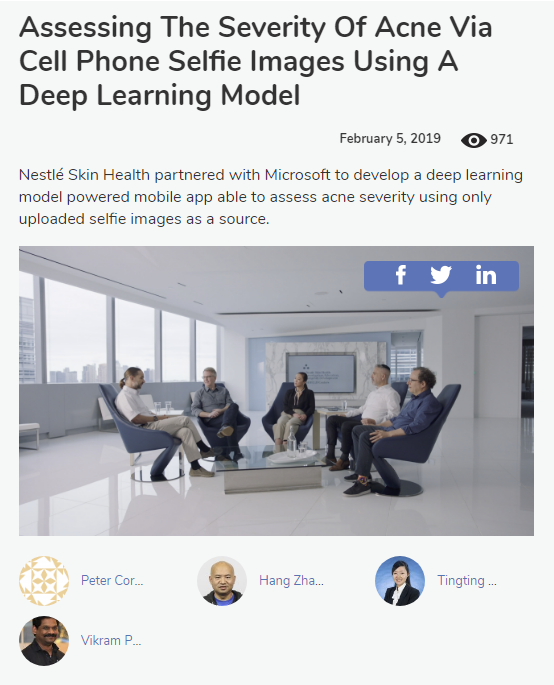 Assessing The Severity Of Acne Via
Cell Phone Selfie Images Using A
Deep Learning Model
February 5, 2019 971
Nestlé Skin Health partnered with Microsoft to develop a deep learning
model powered mobile app able to assess acne severity using only
uploaded selfie images as a source.
f in
Peter Cor... Hang Zha... Tingting ...
Vikram P...